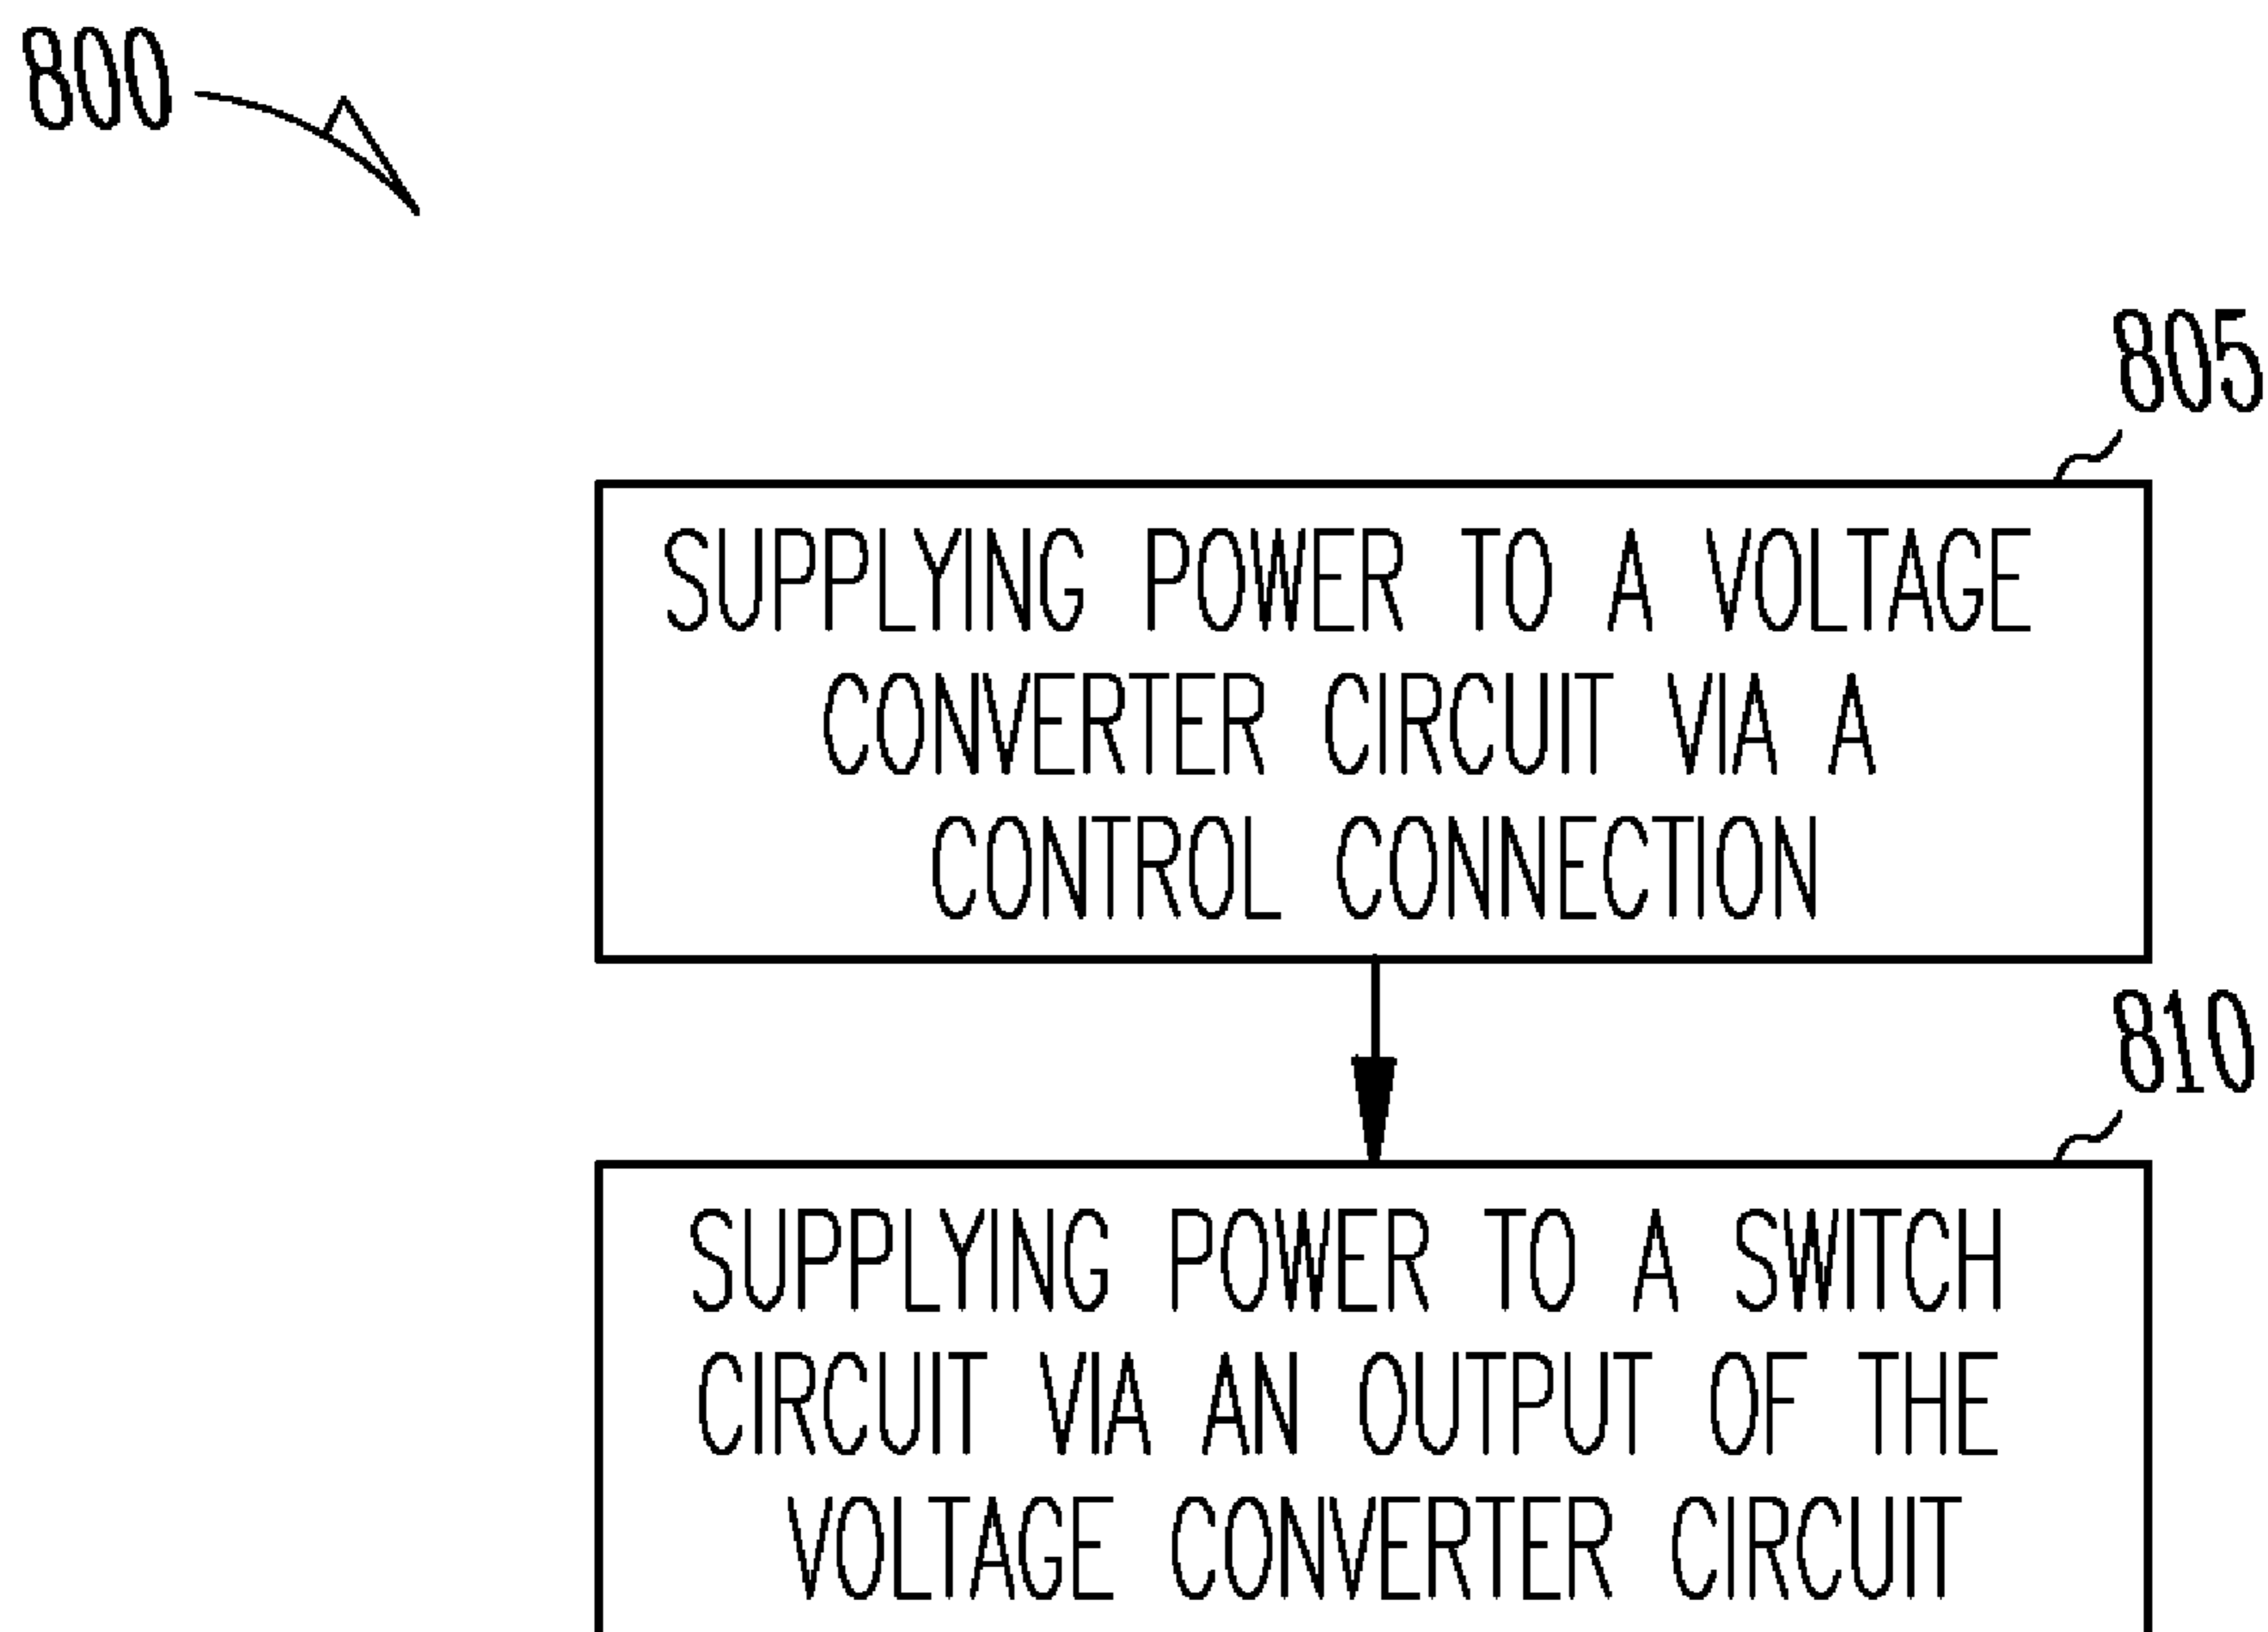 800
805
SUPPLYING POWER TO A VOLTAGE
CONVERTER CIRCUIT VIA A
CONTROL CONNECTION
810
SUPPLYING POWER TO A SWITCH
CIRCUIT VIA AN OUTPUT OF THE
VOLTAGE CONVERTER CIRCUIT